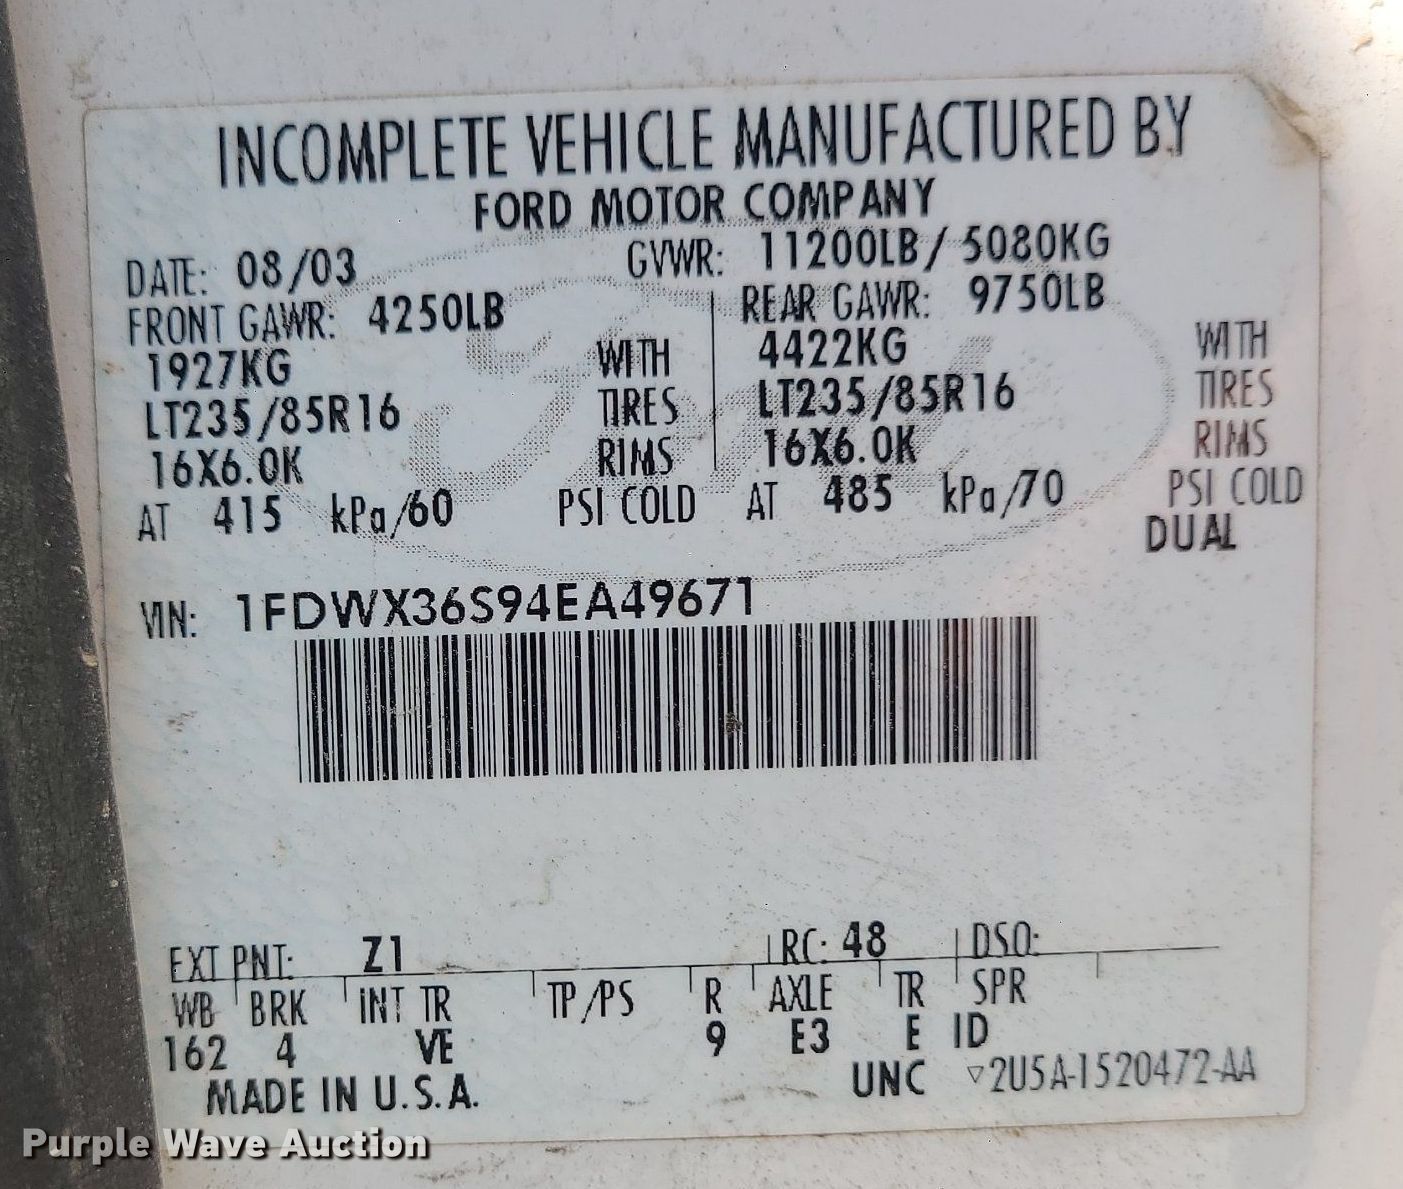 INCOMPLETE VEHICLE MANUFACTURED BY
FORD MOTOR COMPANY
DATE: 08/03 GVWR: 11200LB/ 5080KG
FRONT GAWR: 4250LB REAR GAWR: 9750LB
1927KG WITH 4422KG WITH
LT235/85R16 TIRES LT235/85R16 TIRES
16X6.0K RIMS 16X6.0K RIMS
AT 415 kPa/60 PSI COLD AT 485 kPa/70 PSI COLD
DUAL
VIN: 1FDWX36S94EA49671
EXT PNT: Z1 RC: 48 DSO:
WB BRK INT TR TP/PS R AXLE TR SPR
162 4 VE 9 E3 E ID
MADE IN U.S.A. UNC ▽2U5A-1520472-AA
Purple Wave Auction